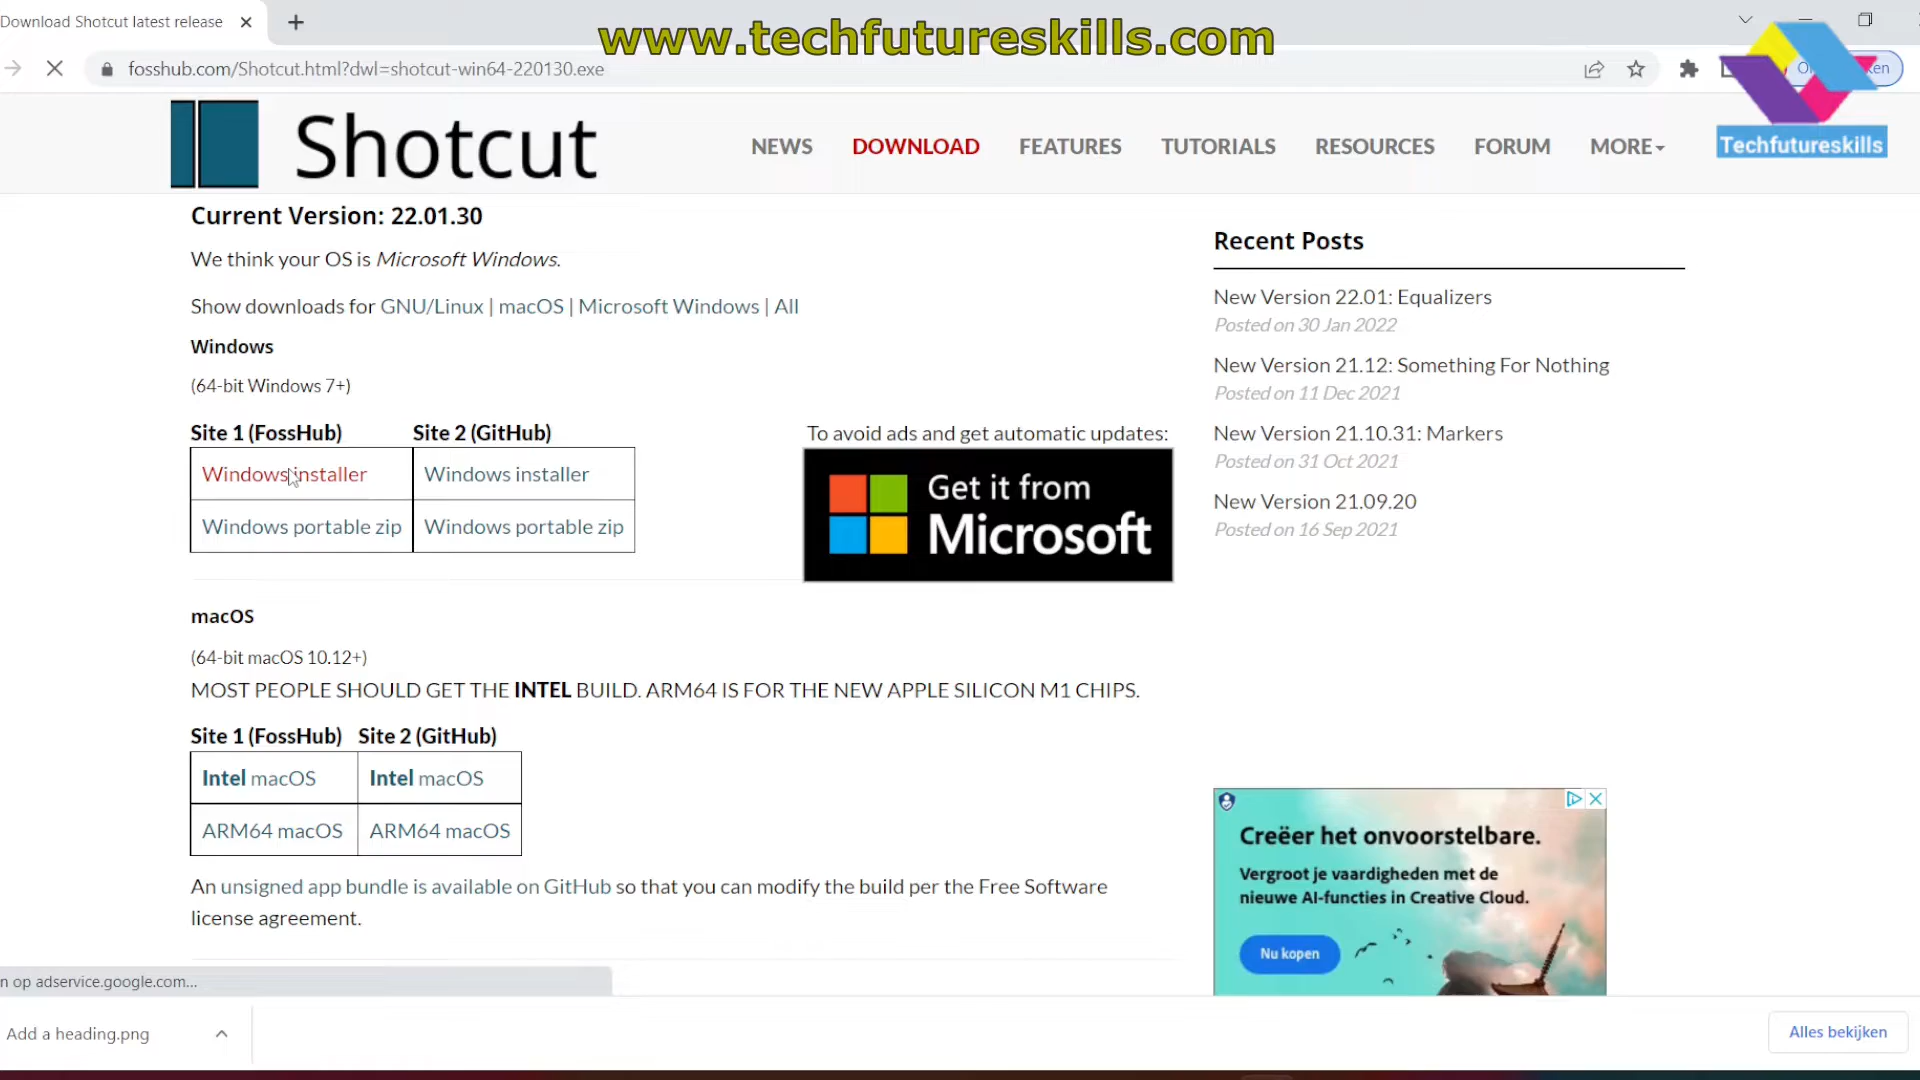 Download Shotcut latest release
www.techfutureskills.com
fosshub.com/Shotcut.html?dwl=shotcut-win64-220130.exe
Techfutureskills
Shotcut
NEWS
DOWNLOAD
FEATURES
TUTORIALS
RESOURCES
FORUM
MORE
Current Version: 22.01.30
We think your OS is Microsoft Windows.
Show downloads for GNU/Linux | macOS | Microsoft Windows | All
Windows
(64-bit Windows 7+)
Site 1 (FossHub) Site 2 (GitHub)
Windows installer Windows installer
Windows portable zip Windows portable zip
To avoid ads and get automatic updates:
Get it from
Microsoft
macOS
(64-bit macOS 10.12+)
MOST PEOPLE SHOULD GET THE INTEL BUILD. ARM64 IS FOR THE NEW APPLE SILICON M1 CHIPS.
Site 1 (FossHub) Site 2 (GitHub)
Intel macOS Intel macOS
ARM64 macOS ARM64 macOS
An unsigned app bundle is available on GitHub so that you can modify the build per the Free Software
license agreement.
Recent Posts
New Version 22.01: Equalizers
Posted on 30 Jan 2022
New Version 21.12: Something For Nothing
Posted on 11 Dec 2021
New Version 21.10.31: Markers
Posted on 31 Oct 2021
New Version 21.09.20
Posted on 16 Sep 2021
Creëer het onvoorstelbare.
Vergroot je vaardigheden met de
nieuwe AI-functies in Creative Cloud.
Nu kopen
n op adservice.google.com...
Add a heading.png
Alles bekijken